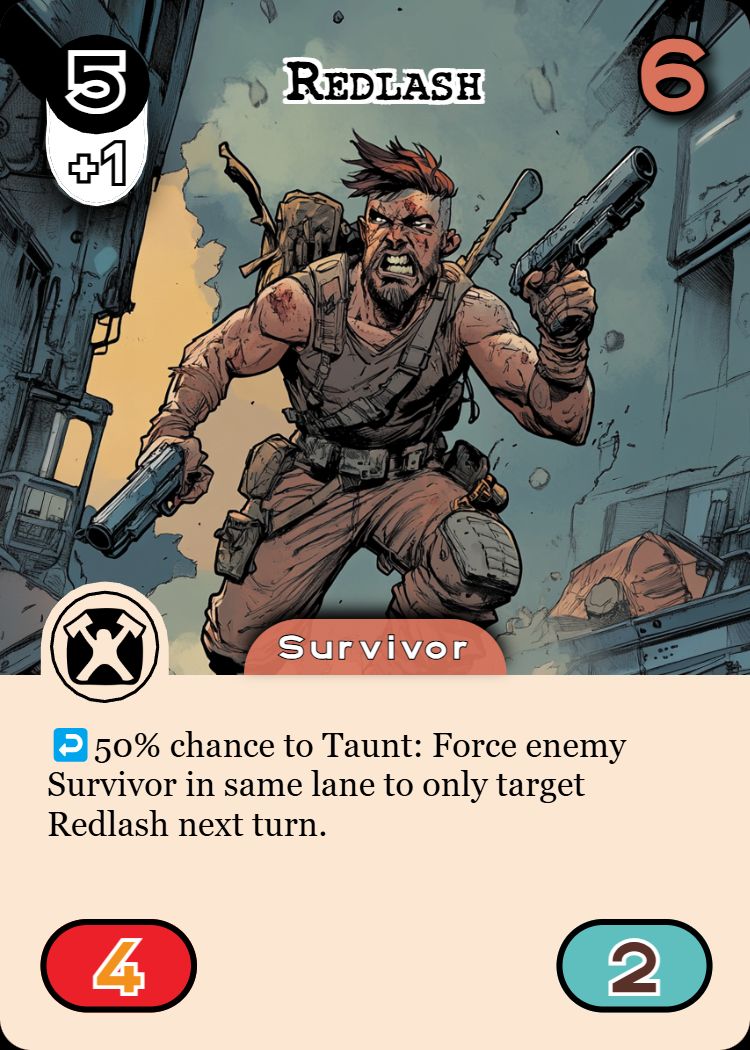 5
Redlash
6
+1
Survivor
50% chance to Taunt: Force enemy
Survivor in same lane to only target
Redlash next turn.
4
2